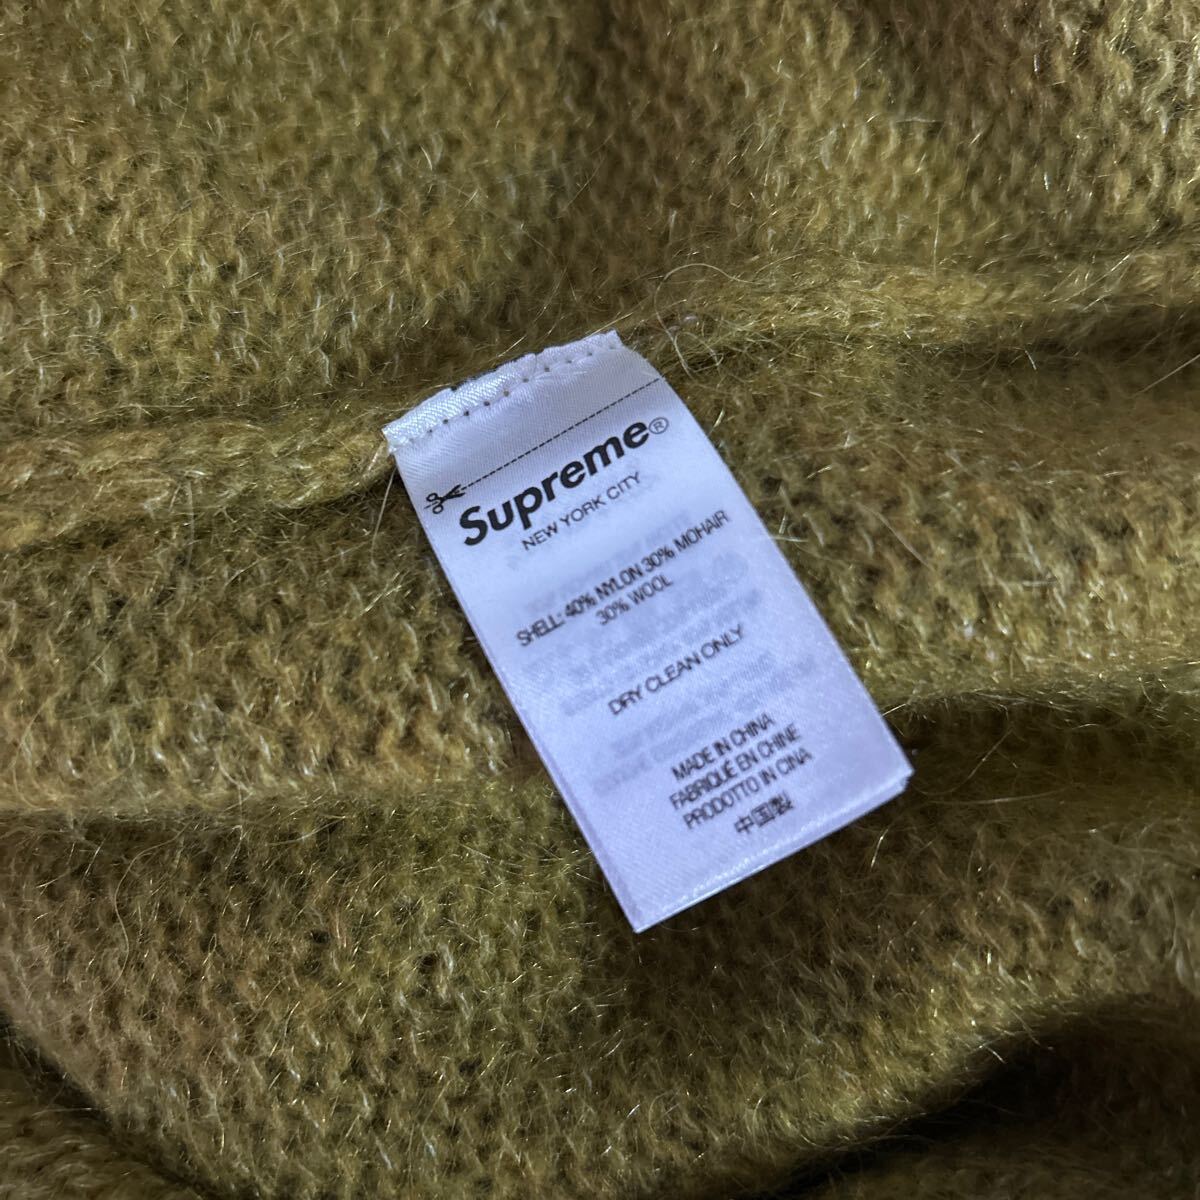 Supreme®
NEW YORK CITY
SHELL: 40% NYLON 30% MOHAIR
30% WOOL
DRY CLEAN ONLY
MADE IN CHINA
FABRIQUÉ EN CHINE
PRODOTTO IN CINA
中国製